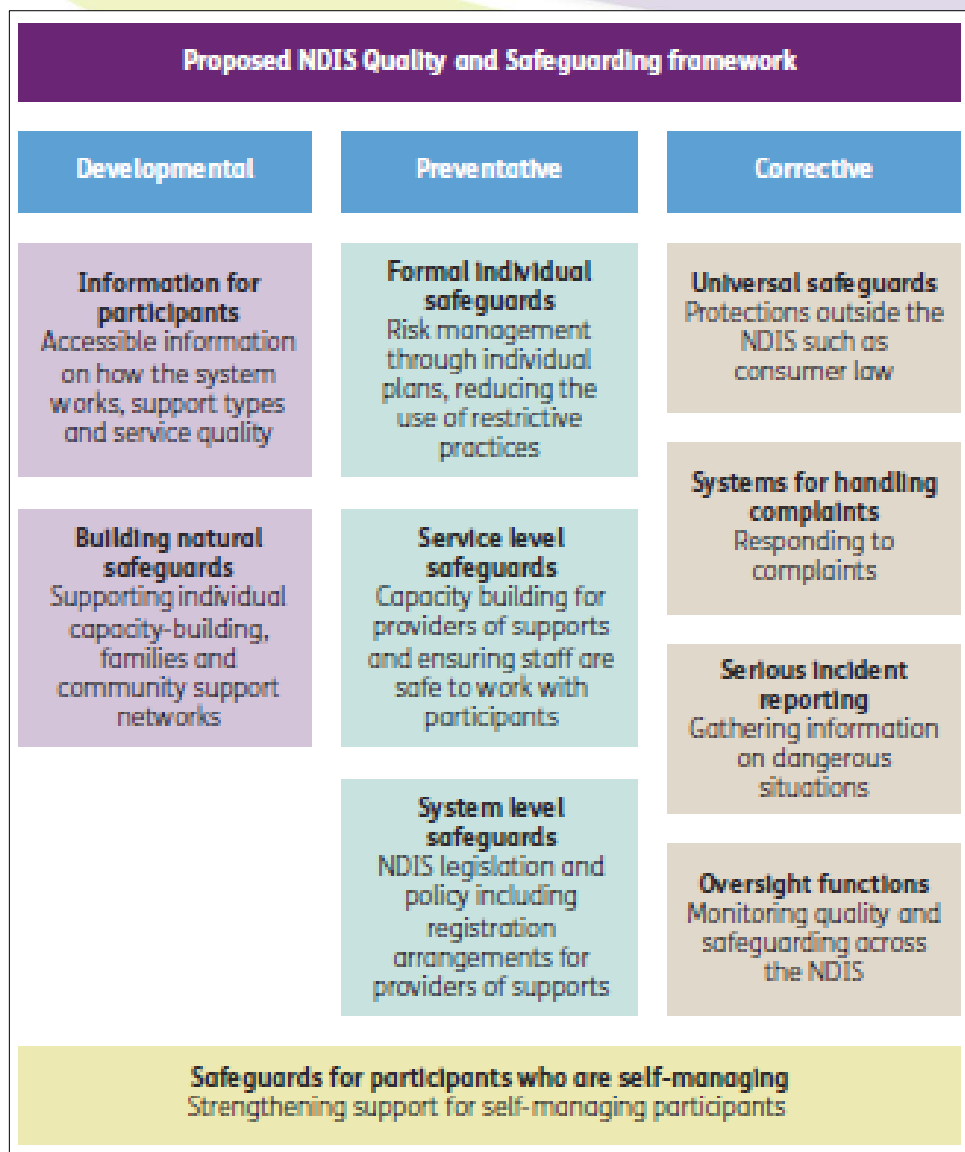 Proposed NDIS Quality and Safeguarding framework
Developmental
Preventative
Corrective
Information for
participants
Accessible information
on how the system
works, support types
and service quality
Building natural
safeguards
Supporting individual
capacity-building,
families and
community support
networks
Formal individual
safeguards
Risk management
through individual
plans, reducing the
use of restrictive
practices
Service level
safeguards
Capacity building for
providers of supports
and ensuring staff are
safe to work with
participants
System level
safeguards
NDIS legislation and
policy including
registration
arrangements for
providers of supports
Universal safeguards
Protections outside the
NDIS such as
consumer law
Systems for handling
complaints
Responding to
complaints
Serious incident
reporting
Gathering information
on dangerous
situations
Oversight functions
Monitoring quality and
safeguarding across
the NDIS
Safeguards for participants who are self-managing
Strengthening support for self-managing participants